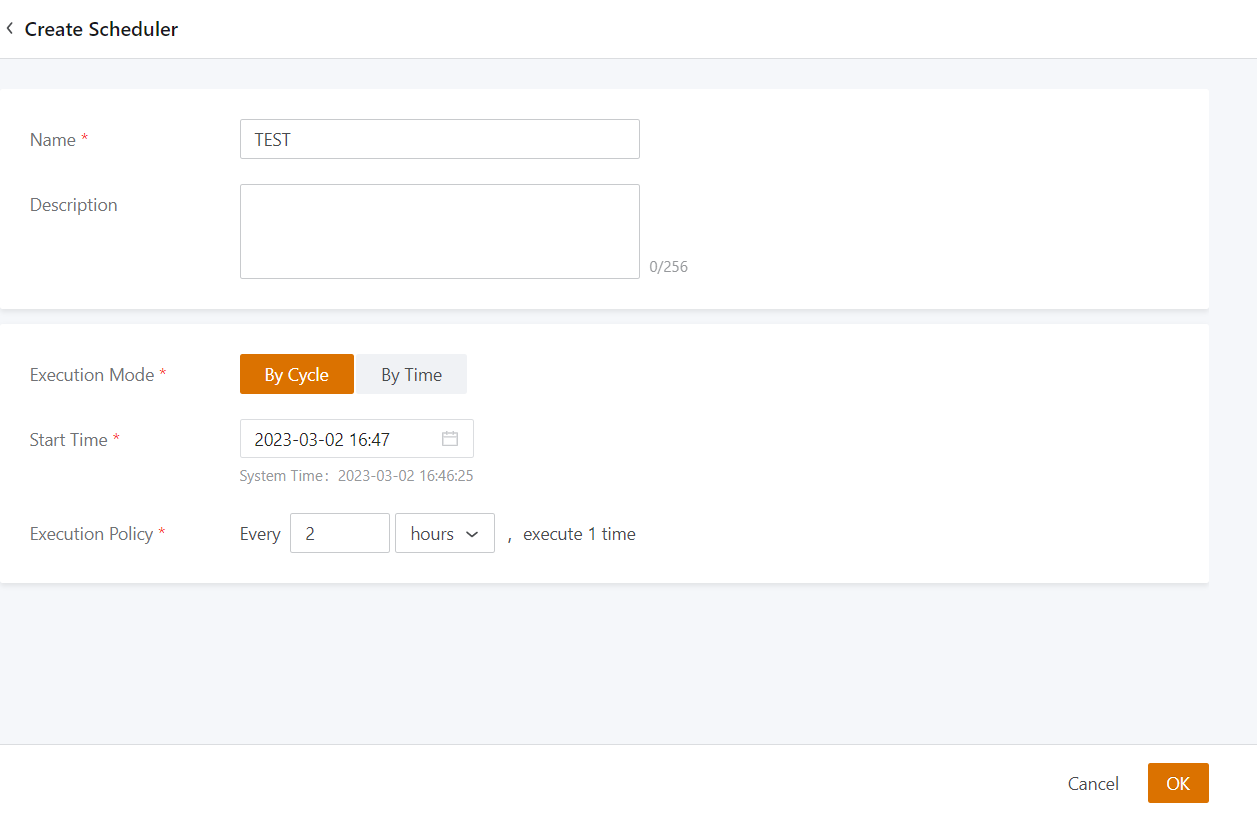 Create Scheduler
Name *
TEST
Description
0/256
Execution Mode *
By Cycle
By Time
Start Time *
2023-03-02 16:47
System Time: 2023-03-02 16:46:25
Execution Policy *
Every 2 hours , execute 1 time
Cancel
OK